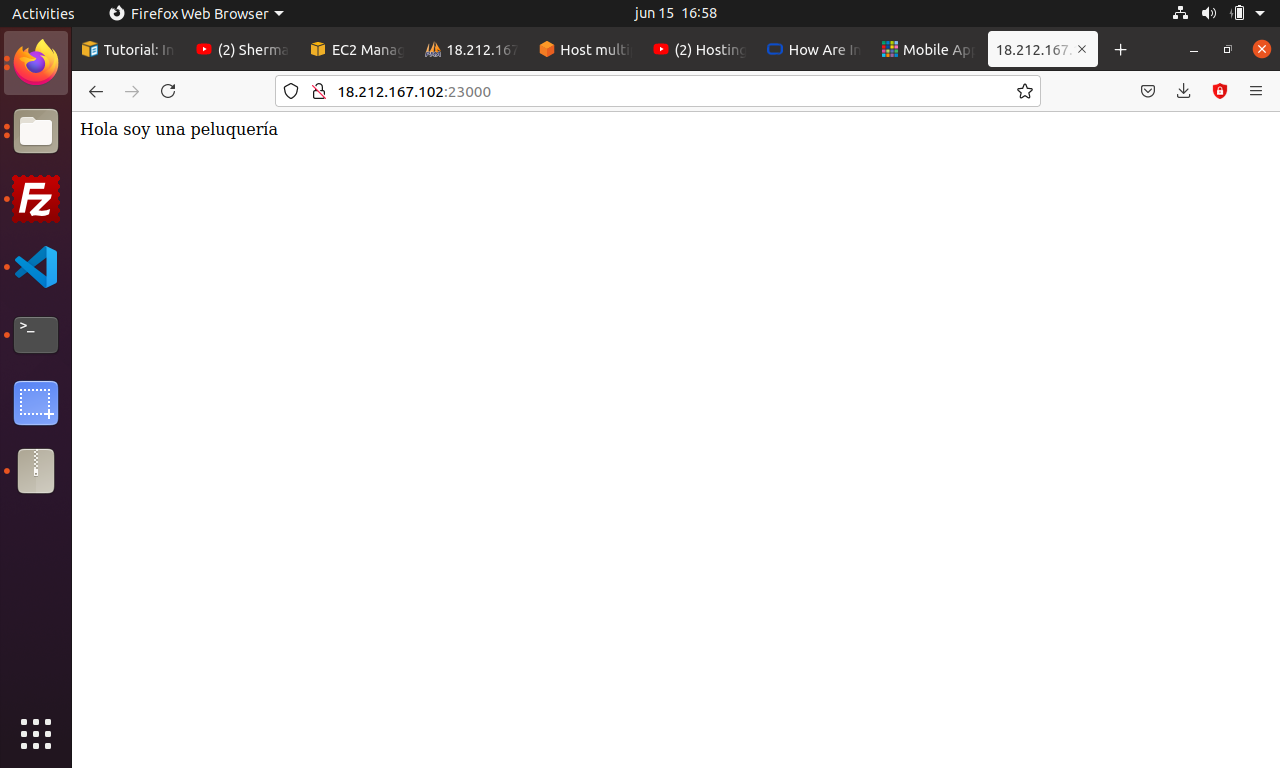 Activities
Firefox Web Browser
jun 15 16:58
Tutorial: In
(2) Sherma
EC2 Manag
18.212.167
Host multi
(2) Hosting
How Are In
Mobile App
18.212.167.
18.212.167.102:23000
Hola soy una peluquería
Fz
>_